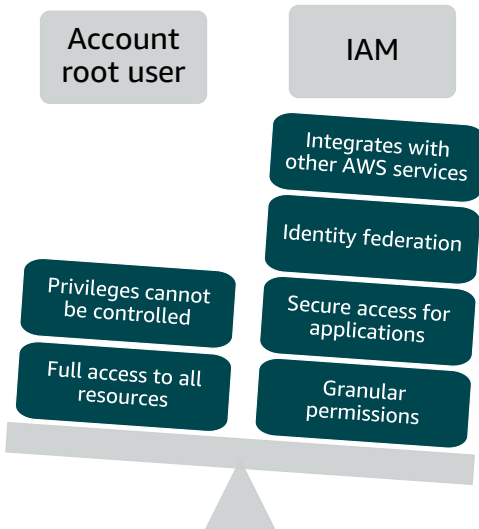 Account
root user
IAM
Integrates with
other AWS services
Identity federation
Secure access for
applications
Granular
permissions
Privileges cannot
be controlled
Full access to all
resources